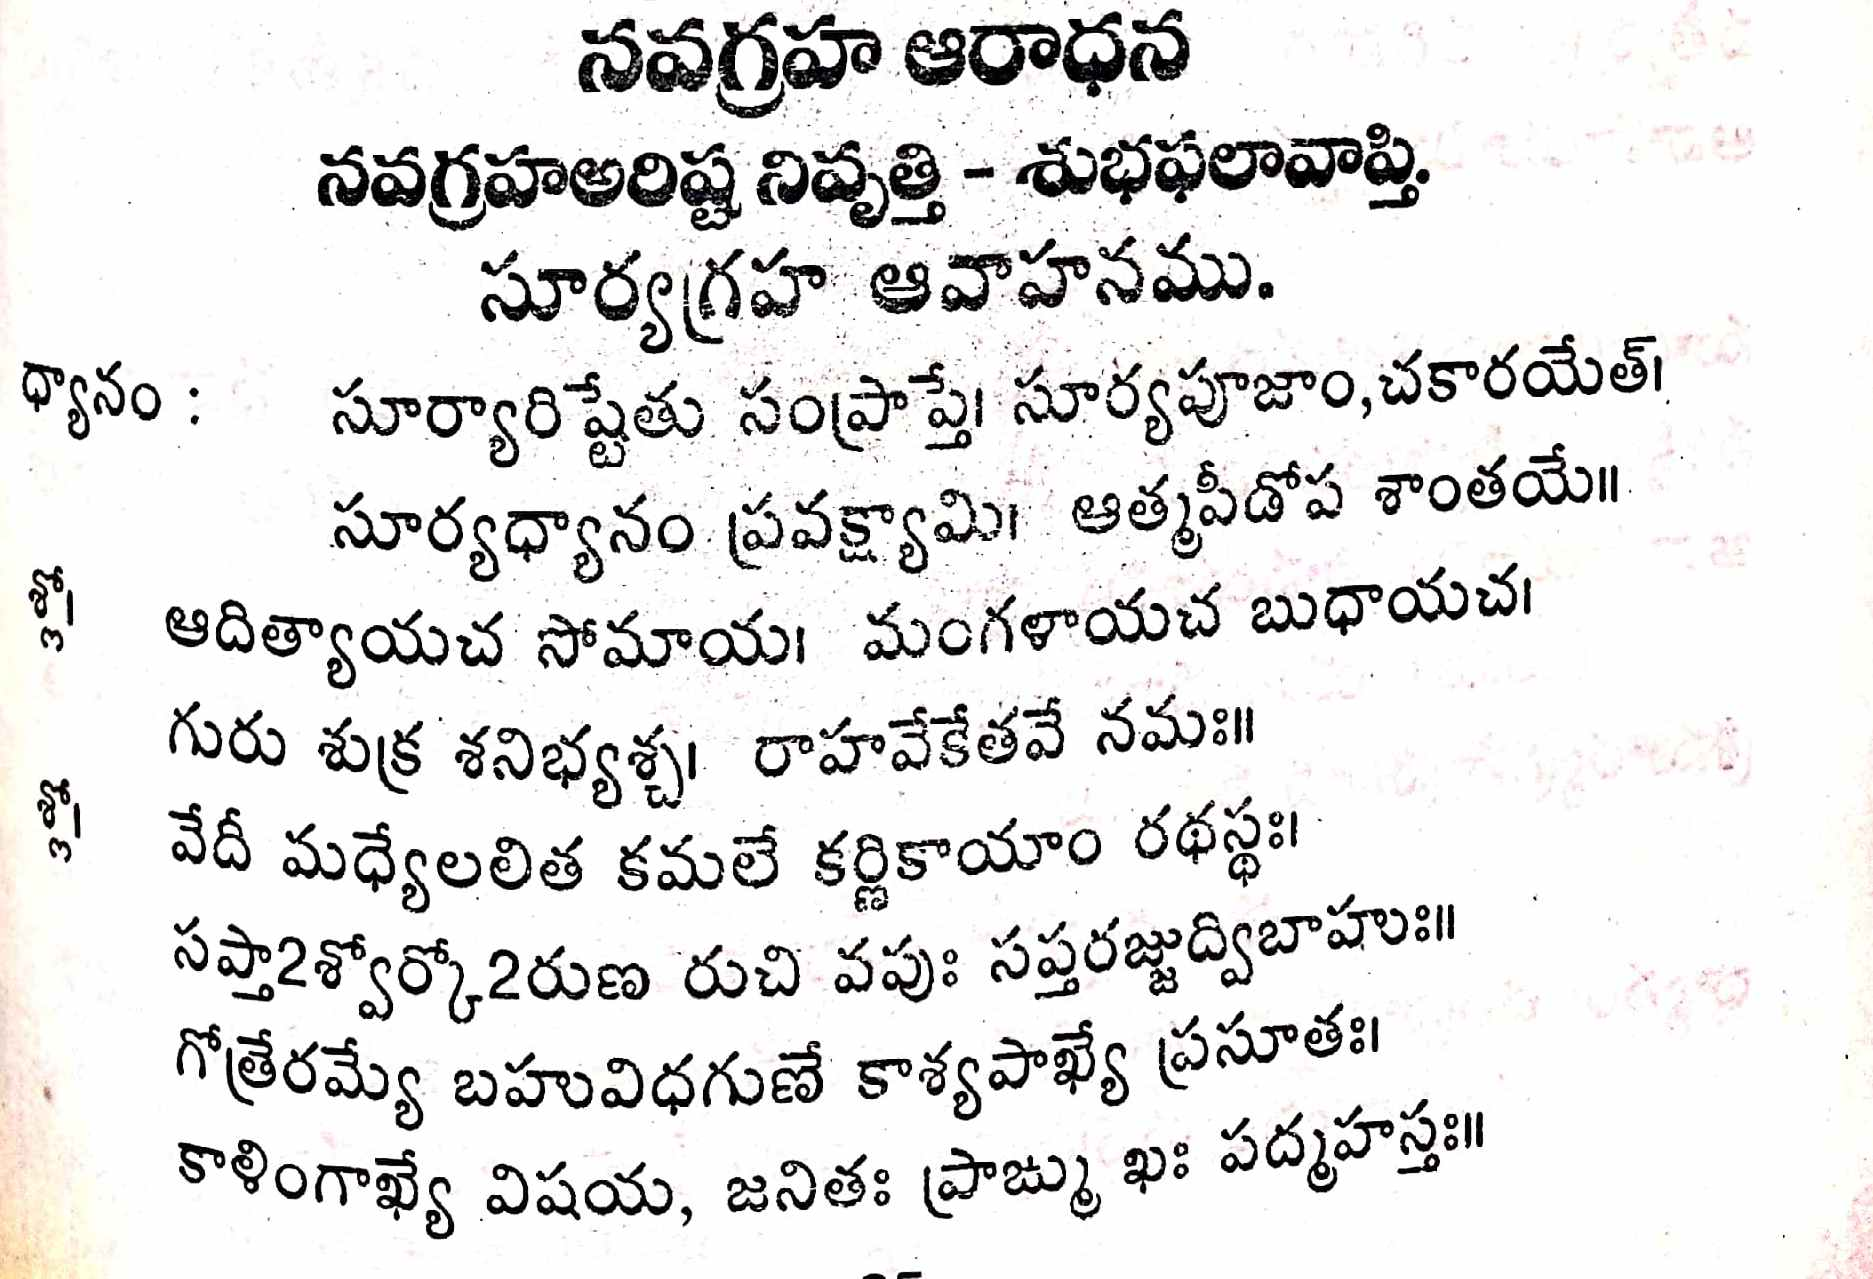 నవగ్రహ ఆరాధన
నవగ్రహఅరిష్ట నివృత్తి - శుభఫలావాప్తి.
సూర్యగ్రహ ఆవాహనము.
ధ్యానం : సూర్యారిష్టేతు సంప్రాప్తే। సూర్యపూజాం,చకారయేత్।
సూర్యధ్యానం ప్రవక్ష్యామి। ఆత్మపీడోప శాంతయే॥
శ్లో। ఆదిత్యాయచ సోమాయ। మంగళాయచ బుధాయచ।
గురు శుక్ర శనిభ్యశ్చ। రాహవేకేతవే నమః॥
శ్లో। వేదీ మధ్యేలలిత కమలే కర్ణికాయాం రథస్థః।
సప్తా2శ్వోర్కో2రుణ రుచి వపుః సప్తరజ్జుద్విబాహుః॥
గోత్రేరమ్యే బహువిధగుణే కాశ్యపాఖ్యే ప్రసూతః।
కాళింగాఖ్యే విషయ, జనితః ప్రాఙ్ము ఖః పద్మహస్తః॥